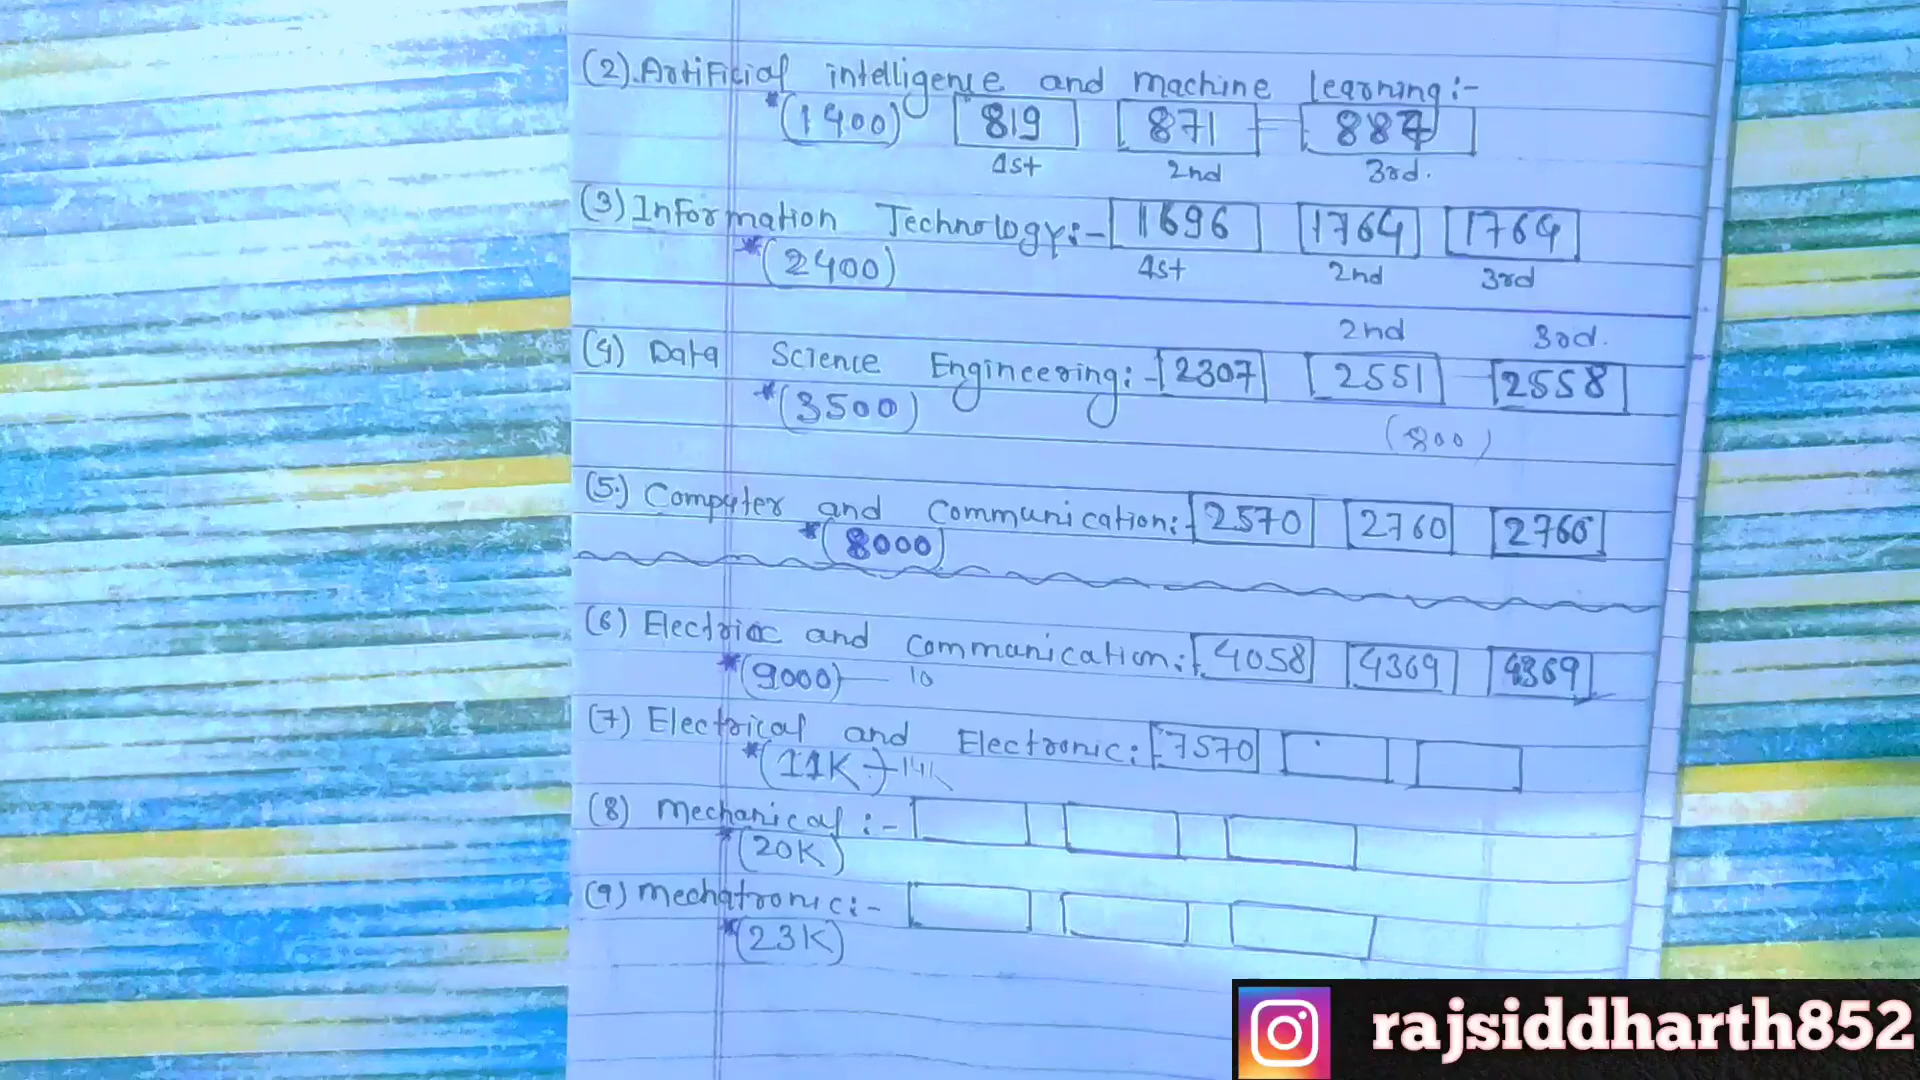 (2). Artificial intelligence and machine learning:-
*(1400) 819 871 887
1st 2nd 3rd.
(3) Information Technology:- 1696 1764 1764
*(2400) 1st 2nd 3rd
2nd 3rd.
(4) Data Science Engineering:- 2307 2551 2558
*(3500) (800)
(5.) Computer and Communication:- 2570 2760 2760
*(8000)
(6) and Communication:- 4058 4369 4369
*(9000) — 10
(7) Electrical and Electronic:- 7570
*(11K) - 14K
(8) Mechanical :-
*(20K)
(9) Mechatronic:-
*(23K)
rajsiddharth852